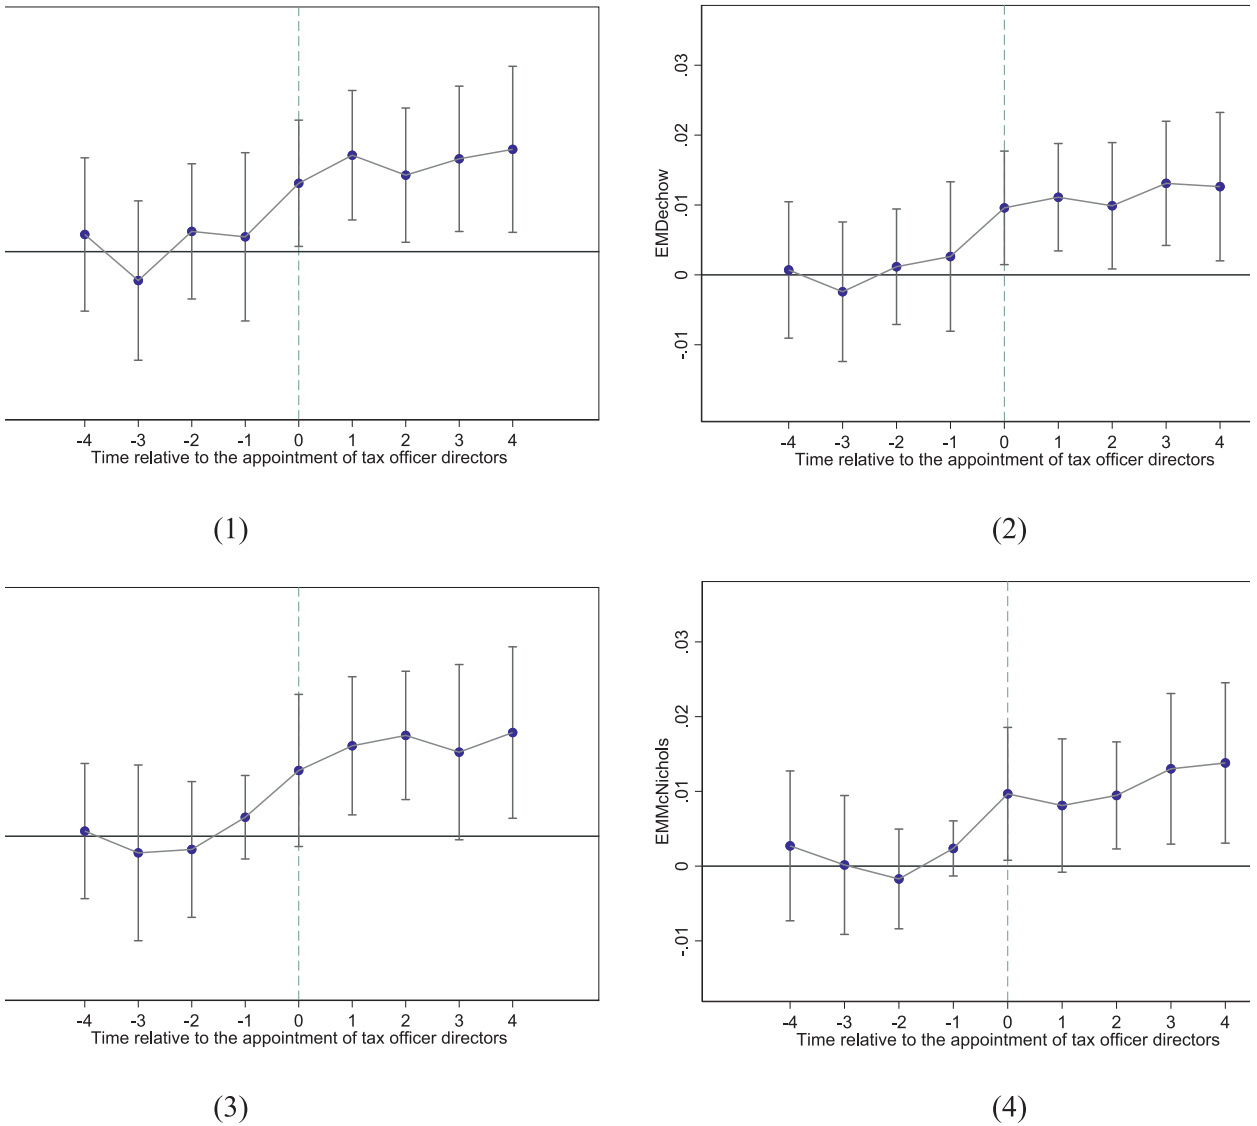 -4 -3 -2 -1 0 1 2 3 4
Time relative to the appointment of tax officer directors
(1)
.03
.02
.01
0
-.01
EMDechow
-4 -3 -2 -1 0 1 2 3 4
Time relative to the appointment of tax officer directors
(2)
-4 -3 -2 -1 0 1 2 3 4
Time relative to the appointment of tax officer directors
(3)
.03
.02
.01
0
-.01
EMMcNichols
-4 -3 -2 -1 0 1 2 3 4
Time relative to the appointment of tax officer directors
(4)